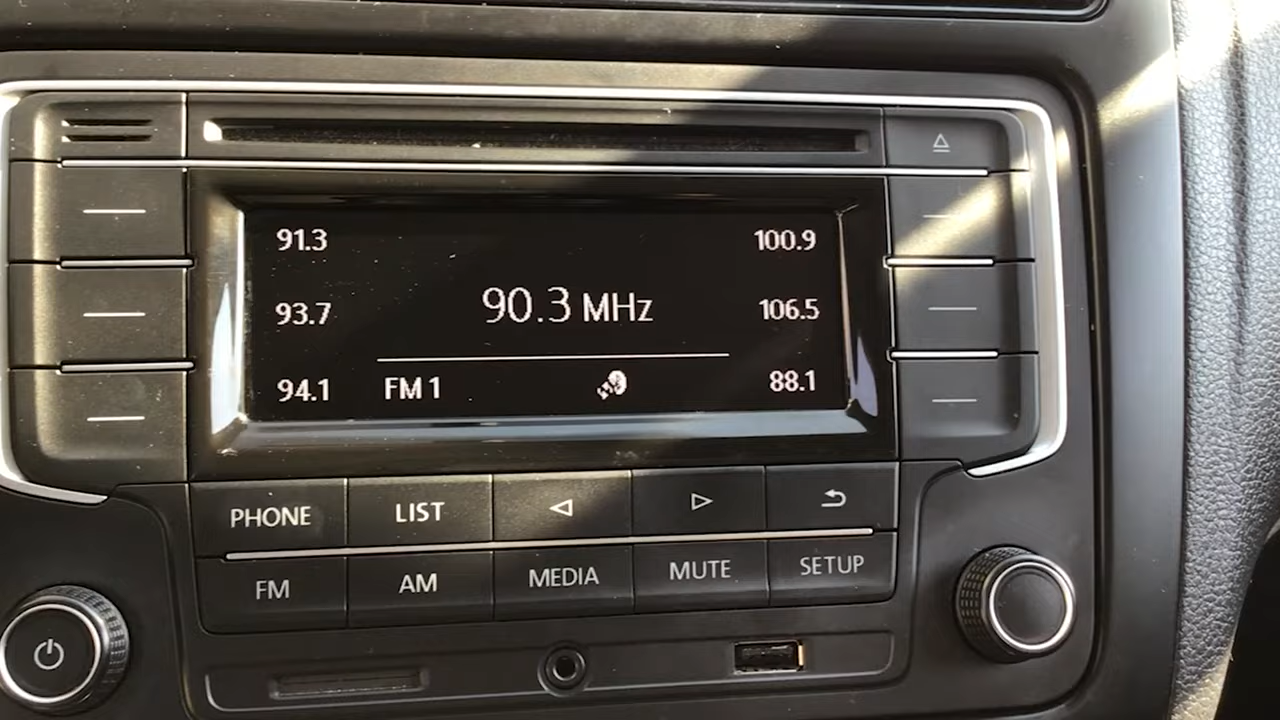 91.3
100.9
93.7
90.3 MHz
106.5
94.1
FM 1
88.1
PHONE
LIST
FM
AM
MEDIA
MUTE
SETUP